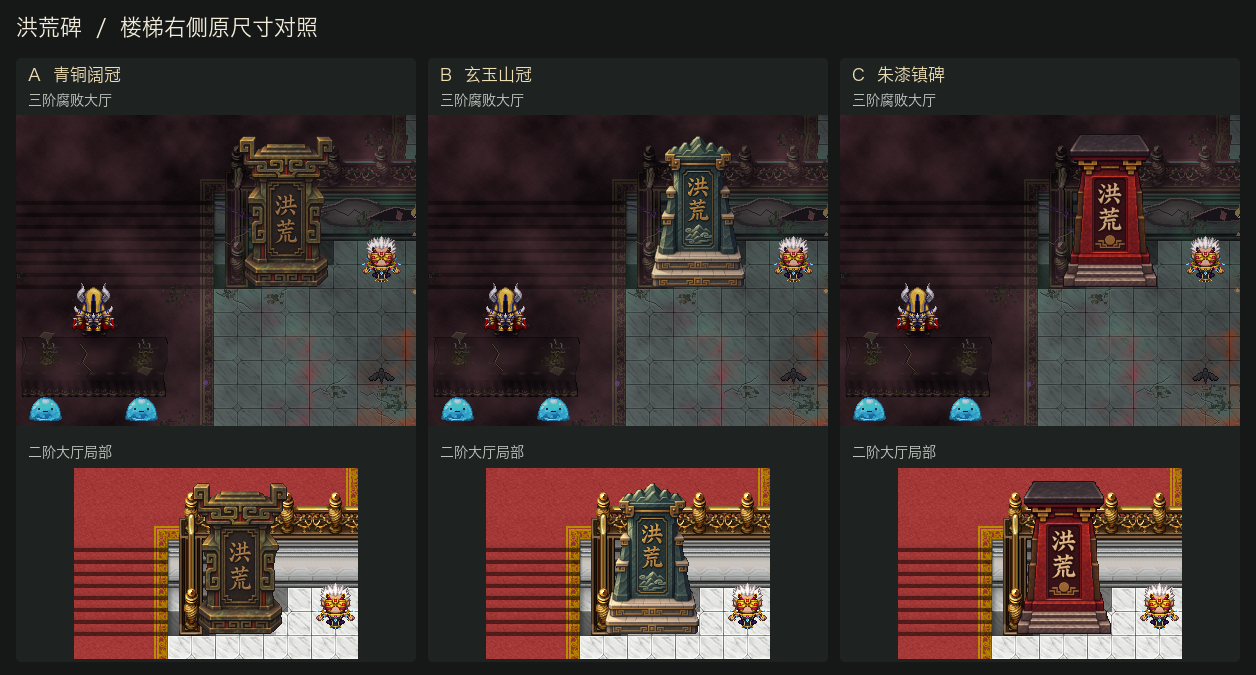 洪荒碑 / 楼梯右侧原尺寸对照
A 青铜阔冠
三阶腐败大厅
洪荒
二阶大厅局部
洪荒
B 玄玉山冠
三阶腐败大厅
洪荒
二阶大厅局部
洪荒
C 朱漆镇碑
三阶腐败大厅
洪荒
二阶大厅局部
洪荒